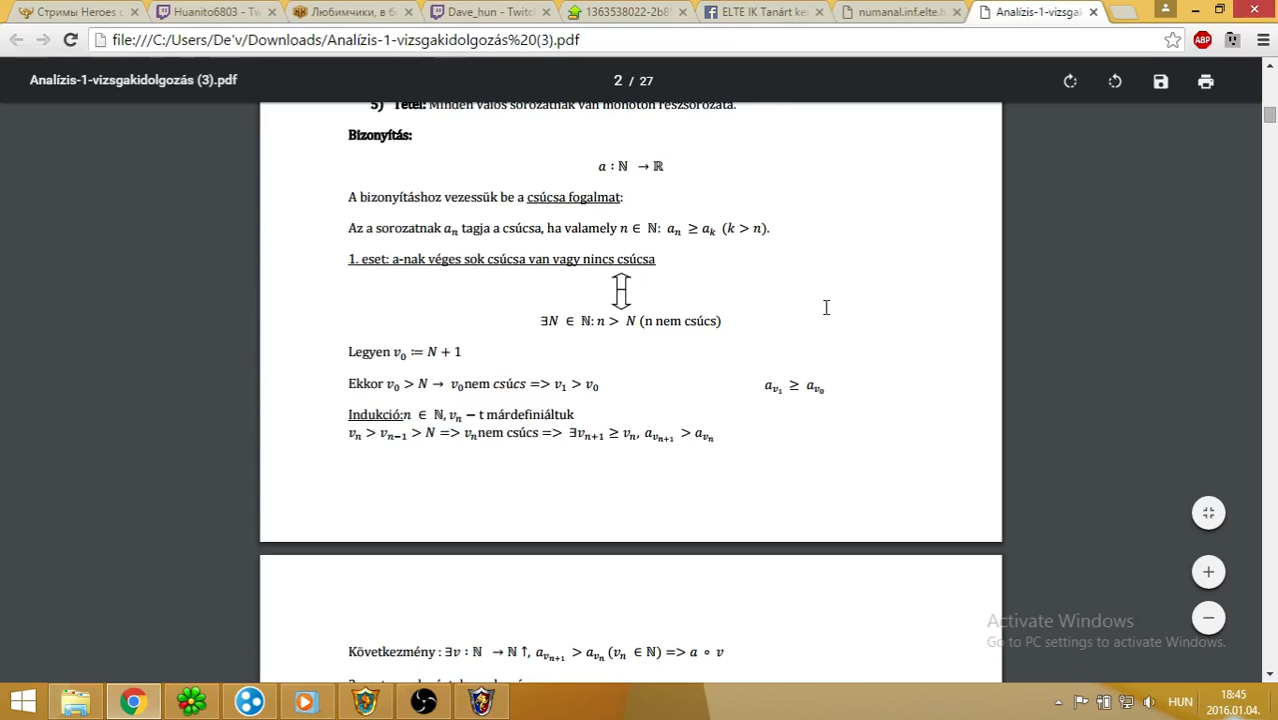 Стримы Heroes c
Huanito6803 - Twitc
Любимчики, в бо
Dave_hun - Twitch
1363538022-2b8
ELTE IK Tanárt ke
numanal.inf.elte.h
Analízis-1-vizsga
file:///C:/Users/De'v/Downloads/Analízis-1-vizsgakidolgozás%20(3).pdf
ABP
Analízis-1-vizsgakidolgozás (3).pdf
2 / 27
5) Tétel: Minden valós sorozatnak van monoton részsorozata.
Bizonyítás:
a : ℕ → ℝ
A bizonyításhoz vezessük be a csúcsa fogalmat:
Az a sorozatnak aₙ tagja a csúcsa, ha valamely n ∈ ℕ: aₙ ≥ aₖ (k > n).
1. eset: a-nak véges sok csúcsa van vagy nincs csúcsa
∃N ∈ ℕ: n > N (n nem csúcs)
Legyen v₀ ≔ N + 1
Ekkor v₀ > N → v₀nem csúcs => v₁ > v₀ a_{v₁} ≥ a_{v₀}
Indukció:n ∈ ℕ, vₙ − t márdefiniáltuk
vₙ > vₙ₋₁ > N => vₙnem csúcs => ∃vₙ₊₁ ≥ vₙ, a_{vₙ₊₁} > a_{vₙ}
Következmény : ∃v : ℕ → ℕ ↑, a_{vₙ₊₁} > a_{vₙ} (vₙ ∈ ℕ) => a ∘ v
Activate Windows
Go to PC settings to activate Windows.
HUN
18:45
2016.01.04.